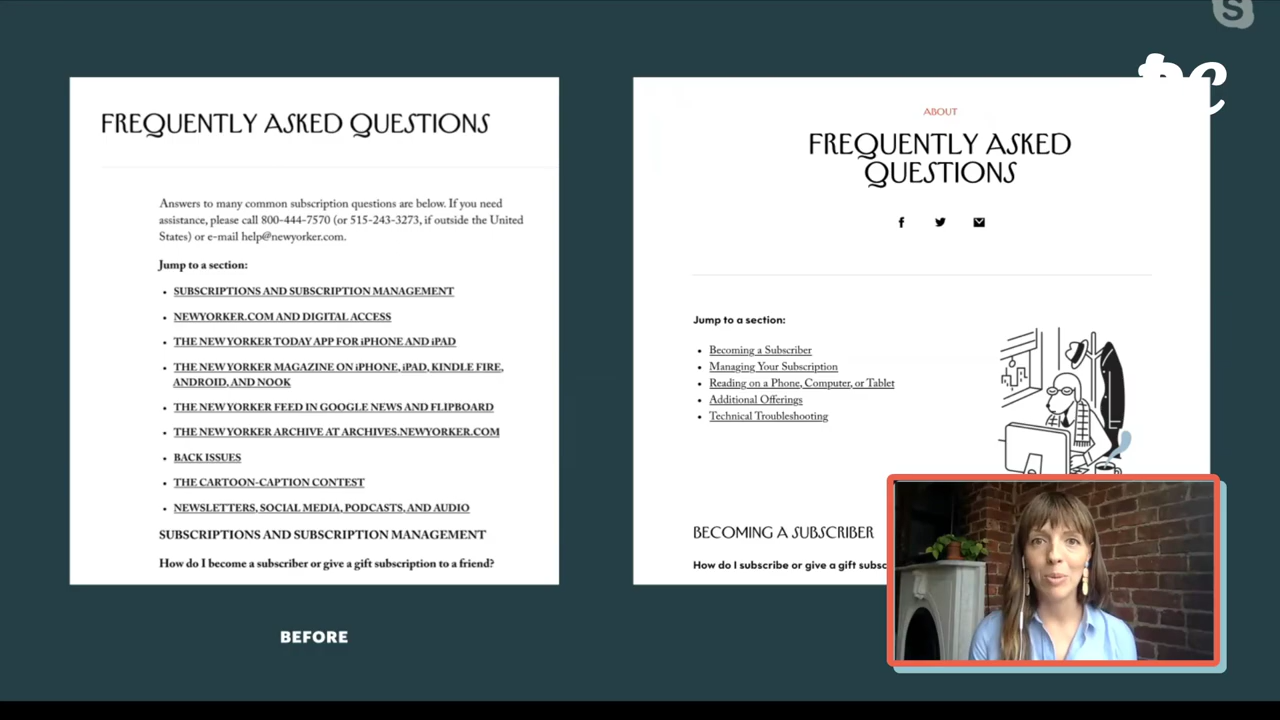 S
bc
FREQUENTLY ASKED QUESTIONS
Answers to many common subscription questions are below. If you need
assistance, please call 800-444-7570 (or 515-243-3273, if outside the United
States) or e-mail help@newyorker.com.
Jump to a section:
• SUBSCRIPTIONS AND SUBSCRIPTION MANAGEMENT
• NEWYORKER.COM AND DIGITAL ACCESS
• THE NEW YORKER TODAY APP FOR iPHONE AND iPAD
• THE NEW YORKER MAGAZINE ON iPHONE, iPAD, KINDLE FIRE,
ANDROID, AND NOOK
• THE NEW YORKER FEED IN GOOGLE NEWS AND FLIPBOARD
• THE NEW YORKER ARCHIVE AT ARCHIVES.NEWYORKER.COM
• BACK ISSUES
• THE CARTOON-CAPTION CONTEST
• NEWSLETTERS, SOCIAL MEDIA, PODCASTS, AND AUDIO
SUBSCRIPTIONS AND SUBSCRIPTION MANAGEMENT
How do I become a subscriber or give a gift subscription to a friend?
BEFORE
ABOUT
FREQUENTLY ASKED
QUESTIONS
Jump to a section:
• Becoming a Subscriber
• Managing Your Subscription
• Reading on a Phone, Computer, or Tablet
• Additional Offerings
• Technical Troubleshooting
BECOMING A SUBSCRIBER
How do I subscribe or give a gift subsc